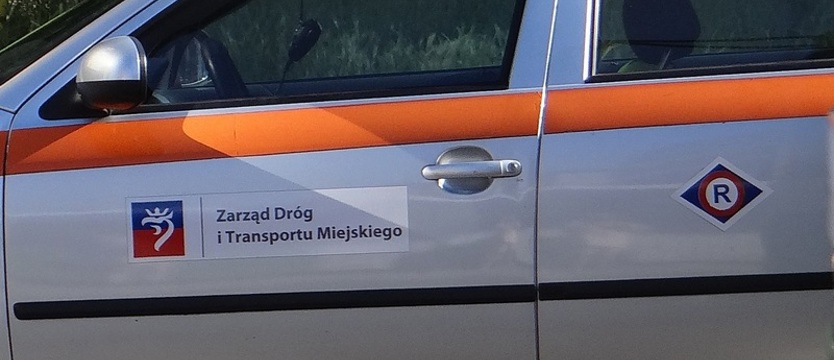 Zarząd Dróg
i Transportu Miejskiego
R